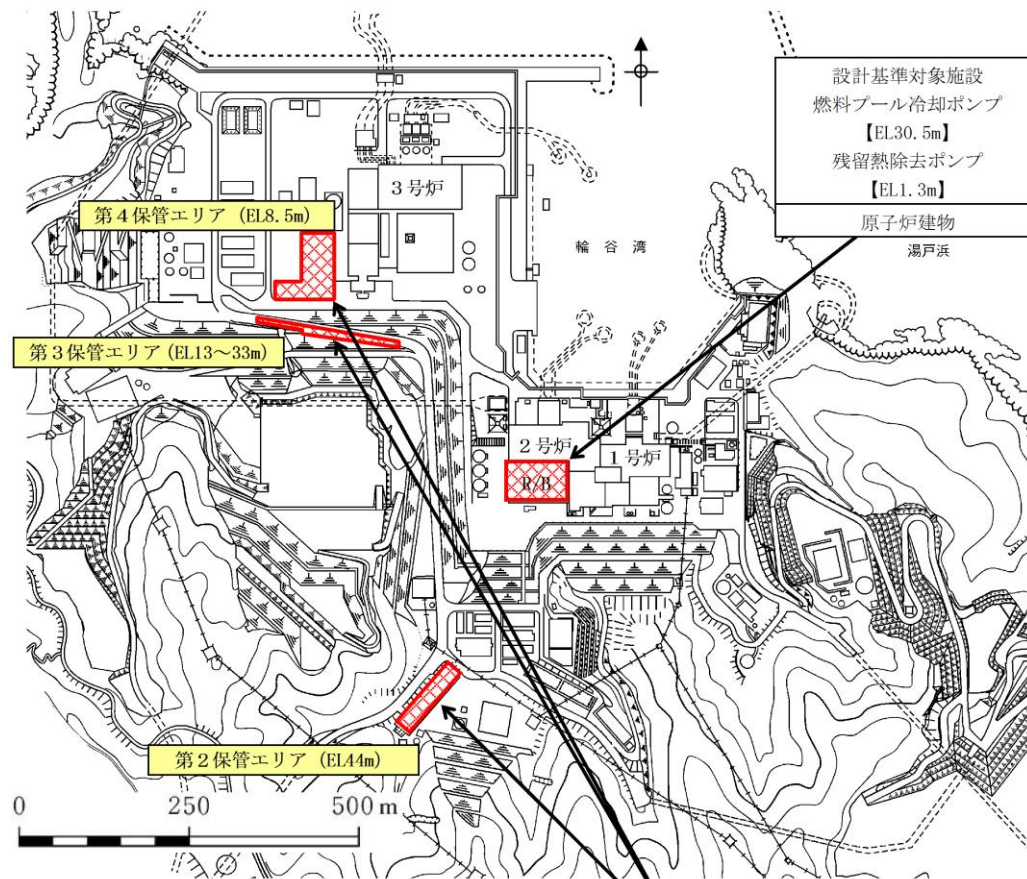 設計基準対象施設
燃料プール冷却ポンプ
【EL30.5m】
残留熱除去ポンプ
【EL1.3m】
原子炉建物
3号炉
第4保管エリア (EL8.5m)
輪谷湾
湯戸浜
第3保管エリア(EL13~33m)
2号炉
1号炉
R/B
第2保管エリア (EL44m)
0 250 500m